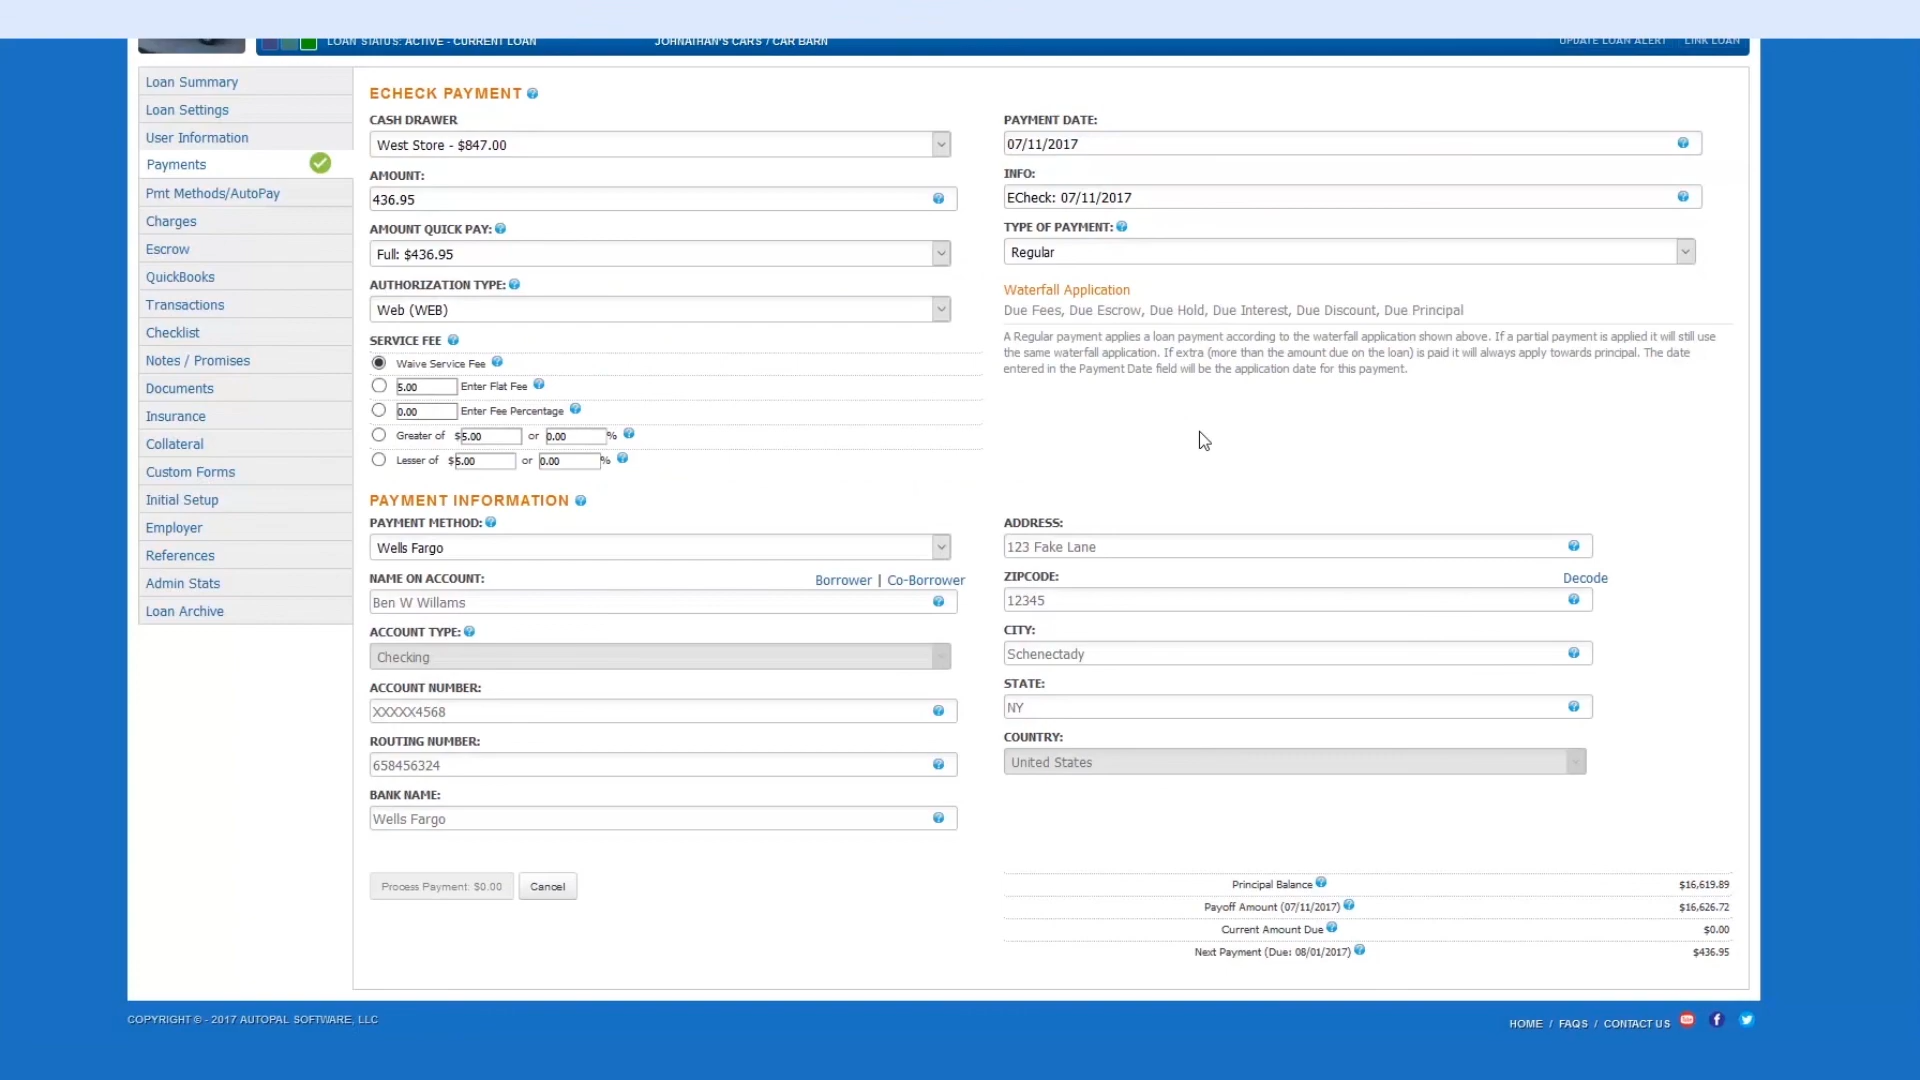 LOAN STATUS: ACTIVE - CURRENT LOAN
JOHNATHAN'S CARS / CAR BARN
UPDATE LOAN ALERT LINK LOAN
Loan Summary
Loan Settings
User Information
Payments
Pmt Methods/AutoPay
Charges
Escrow
QuickBooks
Transactions
Checklist
Notes / Promises
Documents
Insurance
Collateral
Custom Forms
Initial Setup
Employer
References
Admin Stats
Loan Archive
ECHECK PAYMENT
CASH DRAWER
West Store - $847.00
AMOUNT:
436.95
AMOUNT QUICK PAY:
Full: $436.95
AUTHORIZATION TYPE:
Web (WEB)
SERVICE FEE
Waive Service Fee
5.00 Enter Flat Fee
0.00 Enter Fee Percentage
Greater of $5.00 or 0.00 %
Lesser of $5.00 or 0.00 %
PAYMENT DATE:
07/11/2017
INFO:
ECheck: 07/11/2017
TYPE OF PAYMENT:
Regular
Waterfall Application
Due Fees, Due Escrow, Due Hold, Due Interest, Due Discount, Due Principal
A Regular payment applies a loan payment according to the waterfall application shown above. If a partial payment is applied it will still use
the same waterfall application. If extra (more than the amount due on the loan) is paid it will always apply towards principal. The date
entered in the Payment Date field will be the application date for this payment.
PAYMENT INFORMATION
PAYMENT METHOD:
Wells Fargo
NAME ON ACCOUNT:
Borrower | Co-Borrower
Ben W Willams
ACCOUNT TYPE:
Checking
ACCOUNT NUMBER:
XXXXX4568
ROUTING NUMBER:
658456324
BANK NAME:
Wells Fargo
ADDRESS:
123 Fake Lane
ZIPCODE:
Decode
12345
CITY:
Schenectady
STATE:
NY
COUNTRY:
United States
Process Payment: $0.00
Cancel
Principal Balance $16,619.89
Payoff Amount (07/11/2017) $16,626.72
Current Amount Due $0.00
Next Payment (Due: 08/01/2017) $436.95
COPYRIGHT © - 2017 AUTOPAL SOFTWARE, LLC
HOME / FAQS / CONTACT US